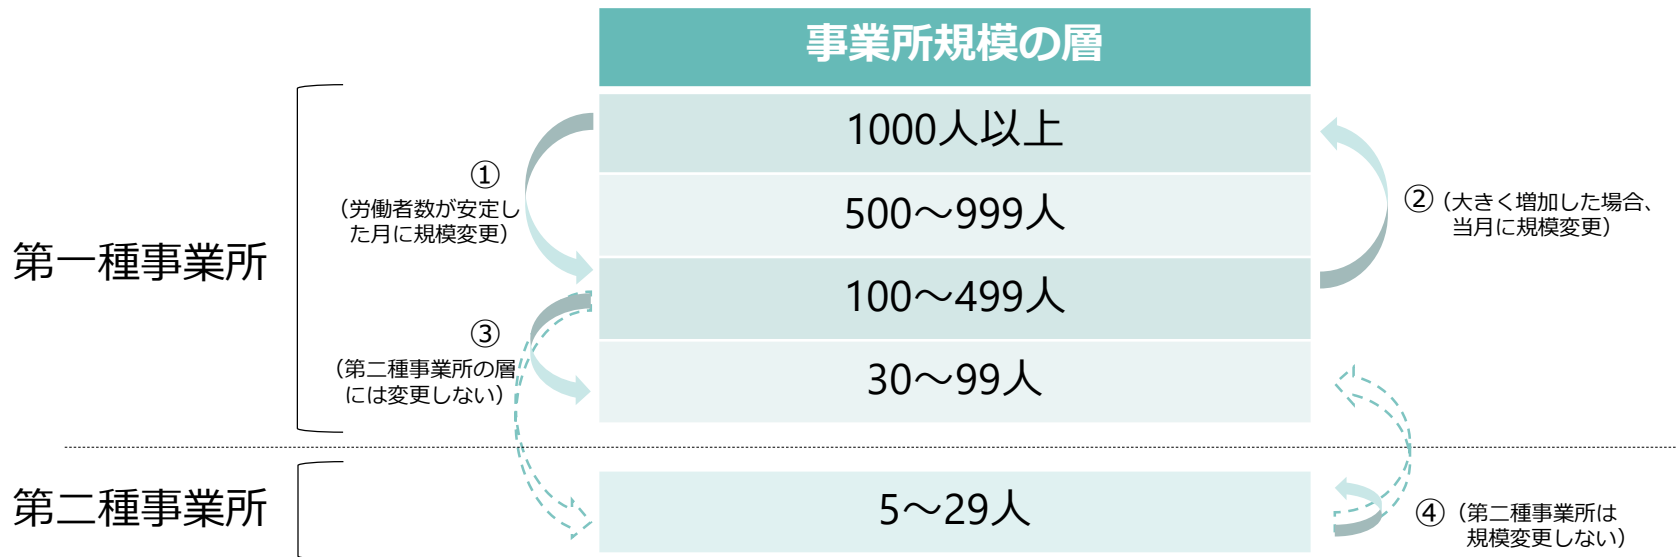 事業所規模の層
第一種事業所
1000人以上
500～999人
100～499人
30～99人
①
（労働者数が安定し
た月に規模変更）
②（大きく増加した場合、
当月に規模変更）
③
（第二種事業所の層
には変更しない）
第二種事業所
5～29人
④（第二種事業所は
規模変更しない）